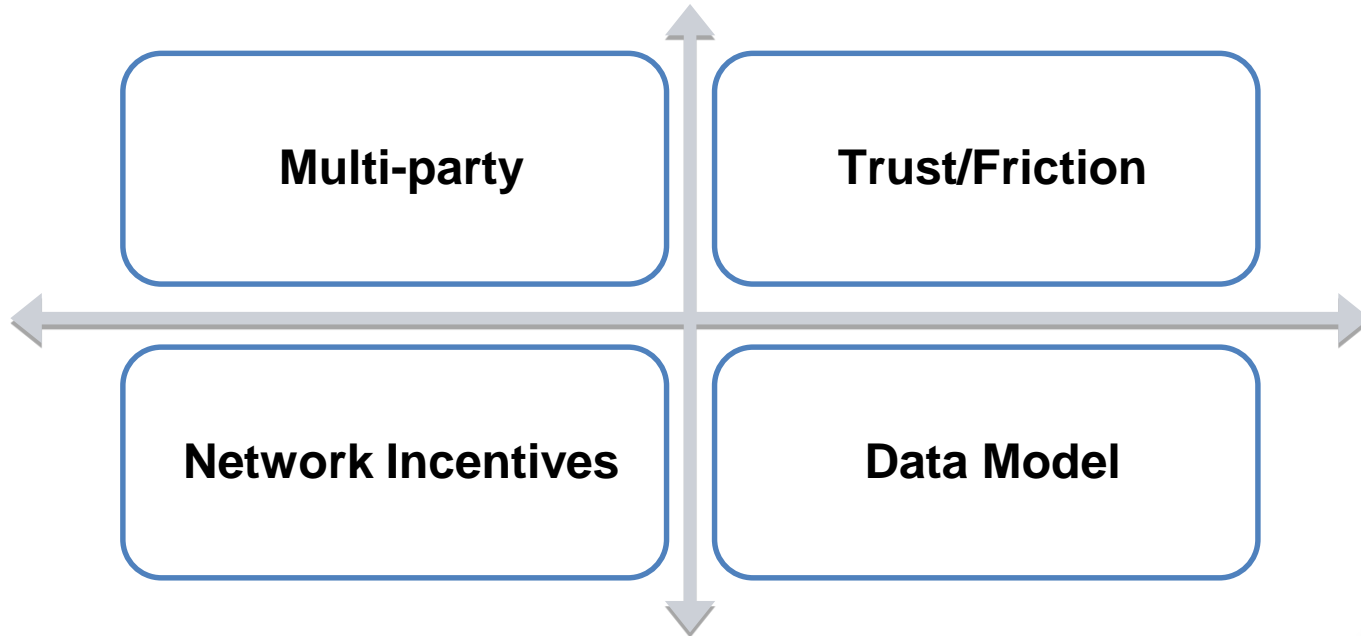 Multi-party
Trust/Friction
Network Incentives
Data Model